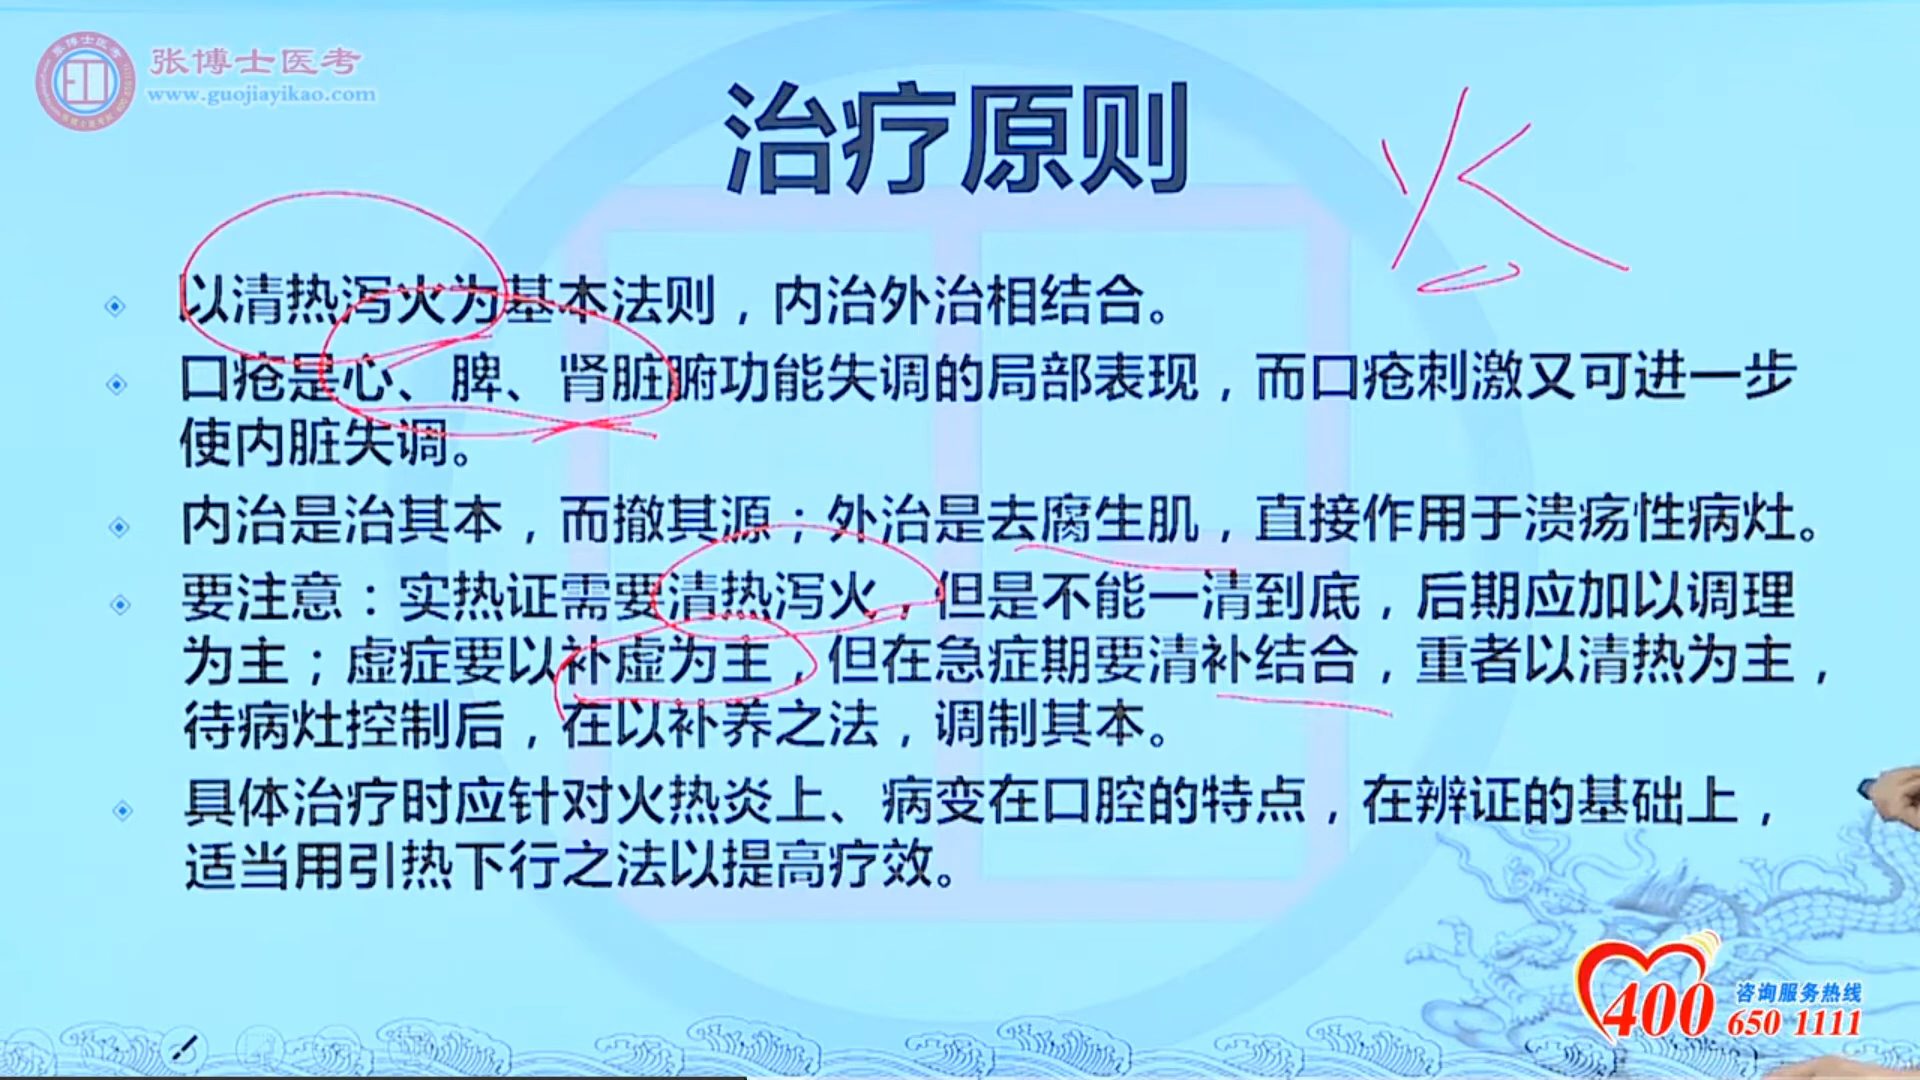 张博士医考
www.guojiayikao.com
治疗原则
火
以清热泻火为基本法则，内治外治相结合。
口疮是心、脾、肾脏腑功能失调的局部表现，而口疮刺激又可进一步
使内脏失调。
内治是治其本，而撤其源；外治是去腐生肌，直接作用于溃疡性病灶。
要注意：实热证需要清热泻火，但是不能一清到底，后期应加以调理
为主；虚症要以补虚为主，但在急症期要清补结合，重者以清热为主，
待病灶控制后，在以补养之法，调制其本。
具体治疗时应针对火热炎上、病变在口腔的特点，在辨证的基础上，
适当用引热下行之法以提高疗效。
400 咨询服务热线
650 1111